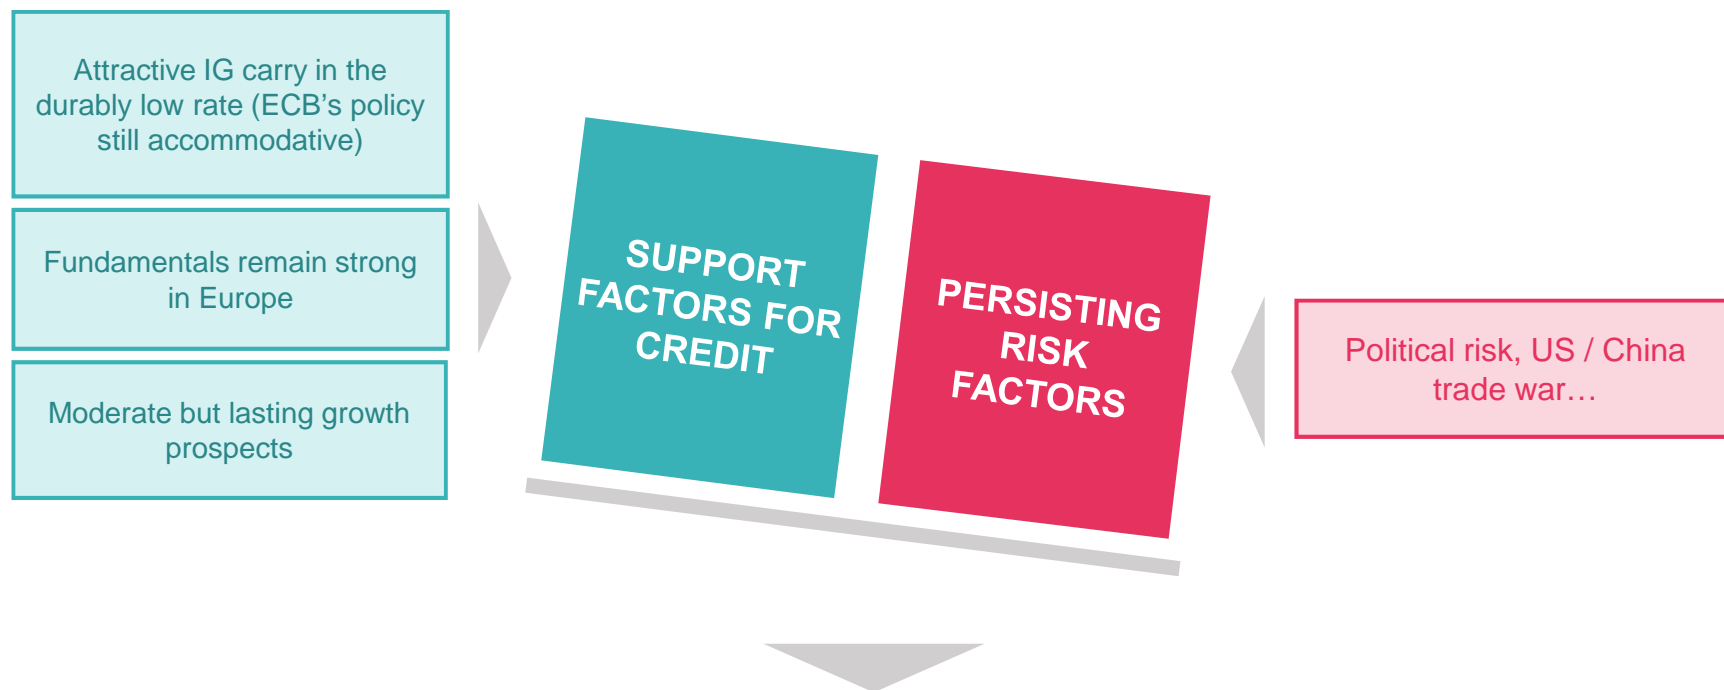 Attractive IG carry in the
durably low rate (ECB’s policy
still accommodative)
Fundamentals remain strong
in Europe
Moderate but lasting growth
prospects
SUPPORT
FACTORS FOR
CREDIT
PERSISTING
RISK
FACTORS
Political risk, US / China
trade war…